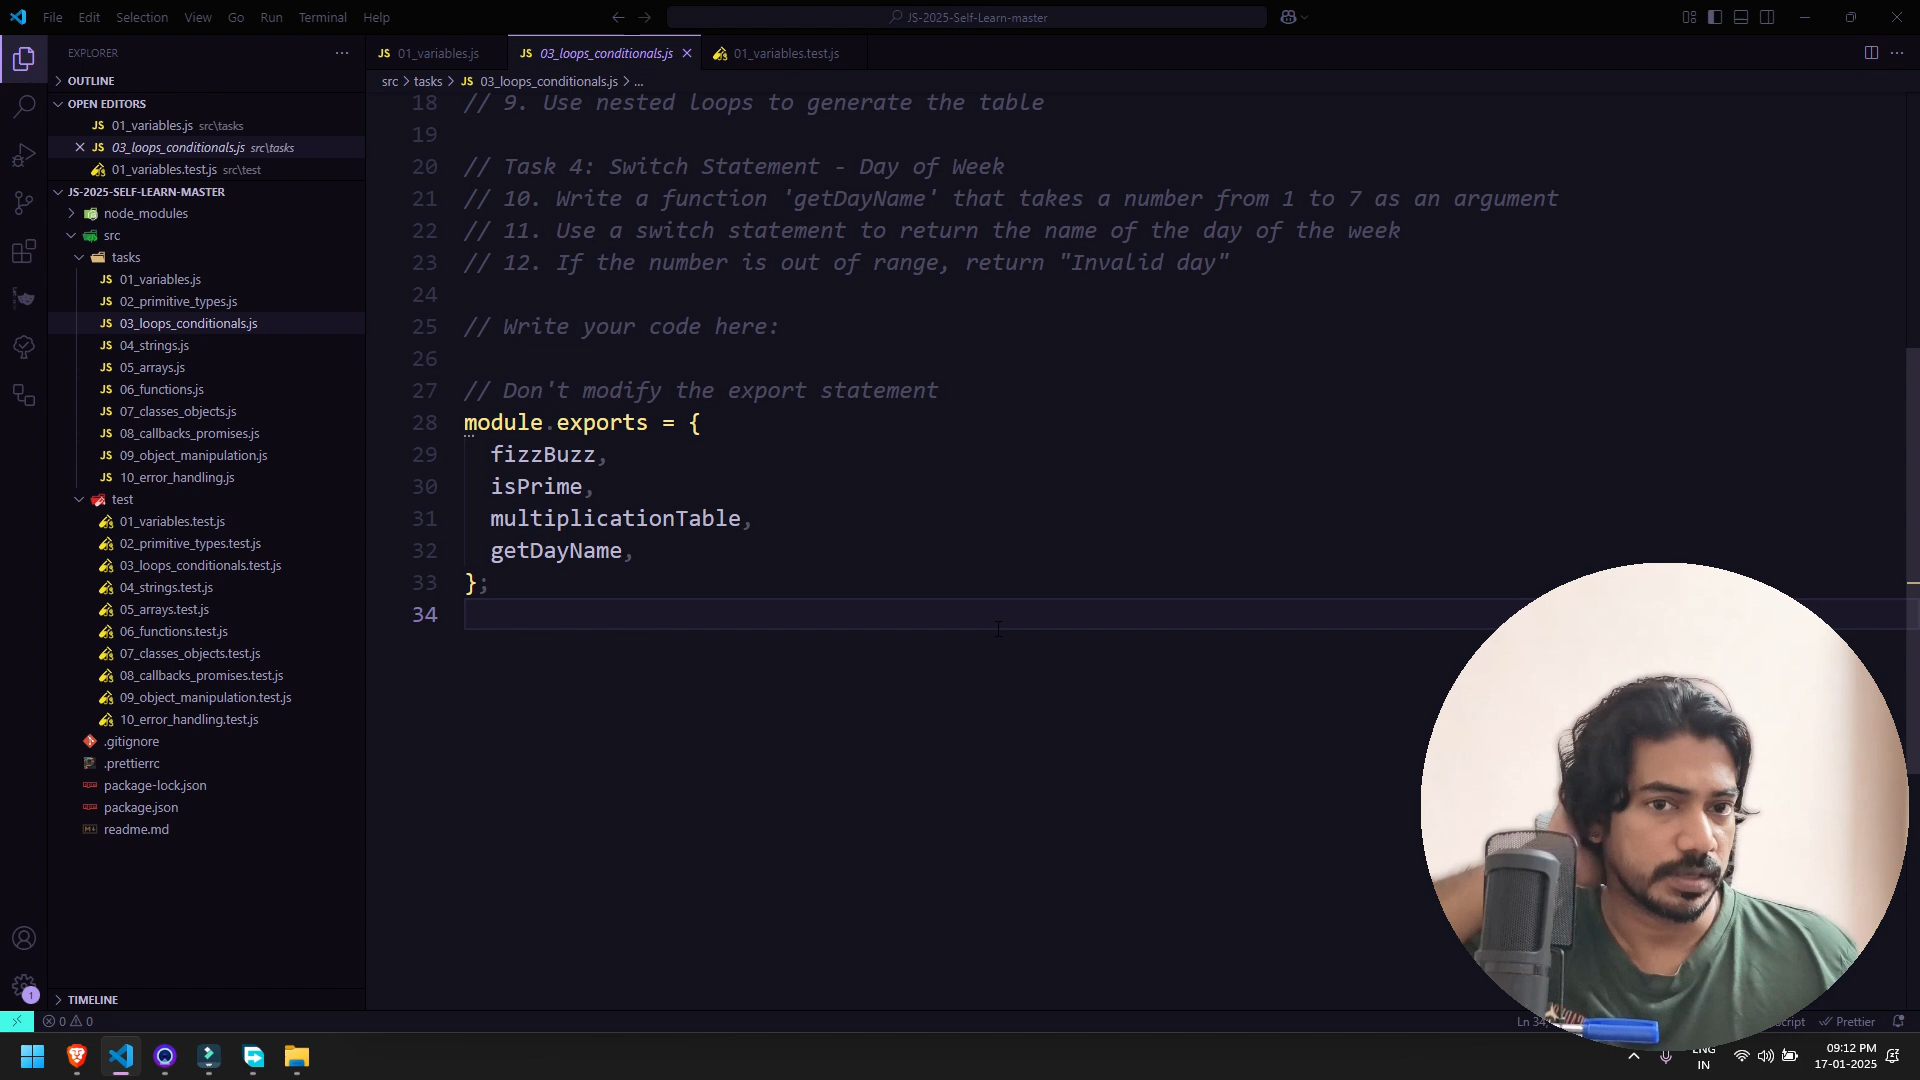 File Edit Selection View Go Run Terminal Help
JS-2025-Self-Learn-master
EXPLORER
OUTLINE
OPEN EDITORS
JS 01_variables.js src\tasks
JS 03_loops_conditionals.js src\tasks
01_variables.test.js src\test
JS-2025-SELF-LEARN-MASTER
node_modules
src
tasks
JS 01_variables.js
JS 02_primitive_types.js
JS 03_loops_conditionals.js
JS 04_strings.js
JS 05_arrays.js
JS 06_functions.js
JS 07_classes_objects.js
JS 08_callbacks_promises.js
JS 09_object_manipulation.js
JS 10_error_handling.js
test
01_variables.test.js
02_primitive_types.test.js
03_loops_conditionals.test.js
04_strings.test.js
05_arrays.test.js
06_functions.test.js
07_classes_objects.test.js
08_callbacks_promises.test.js
09_object_manipulation.test.js
10_error_handling.test.js
.gitignore
.prettierrc
package-lock.json
package.json
readme.md
TIMELINE
JS 01_variables.js JS 03_loops_conditionals.js 01_variables.test.js
src > tasks > JS 03_loops_conditionals.js > ...
18 // 9. Use nested loops to generate the table
19
20 // Task 4: Switch Statement - Day of Week
21 // 10. Write a function 'getDayName' that takes a number from 1 to 7 as an argument
22 // 11. Use a switch statement to return the name of the day of the week
23 // 12. If the number is out of range, return "Invalid day"
24
25 // Write your code here:
26
27 // Don't modify the export statement
28 module.exports = {
29 fizzBuzz,
30 isPrime,
31 multiplicationTable,
32 getDayName,
33 };
34
1
0 0
Ln 34, Prettier
ENG
IN
09:12 PM
17-01-2025